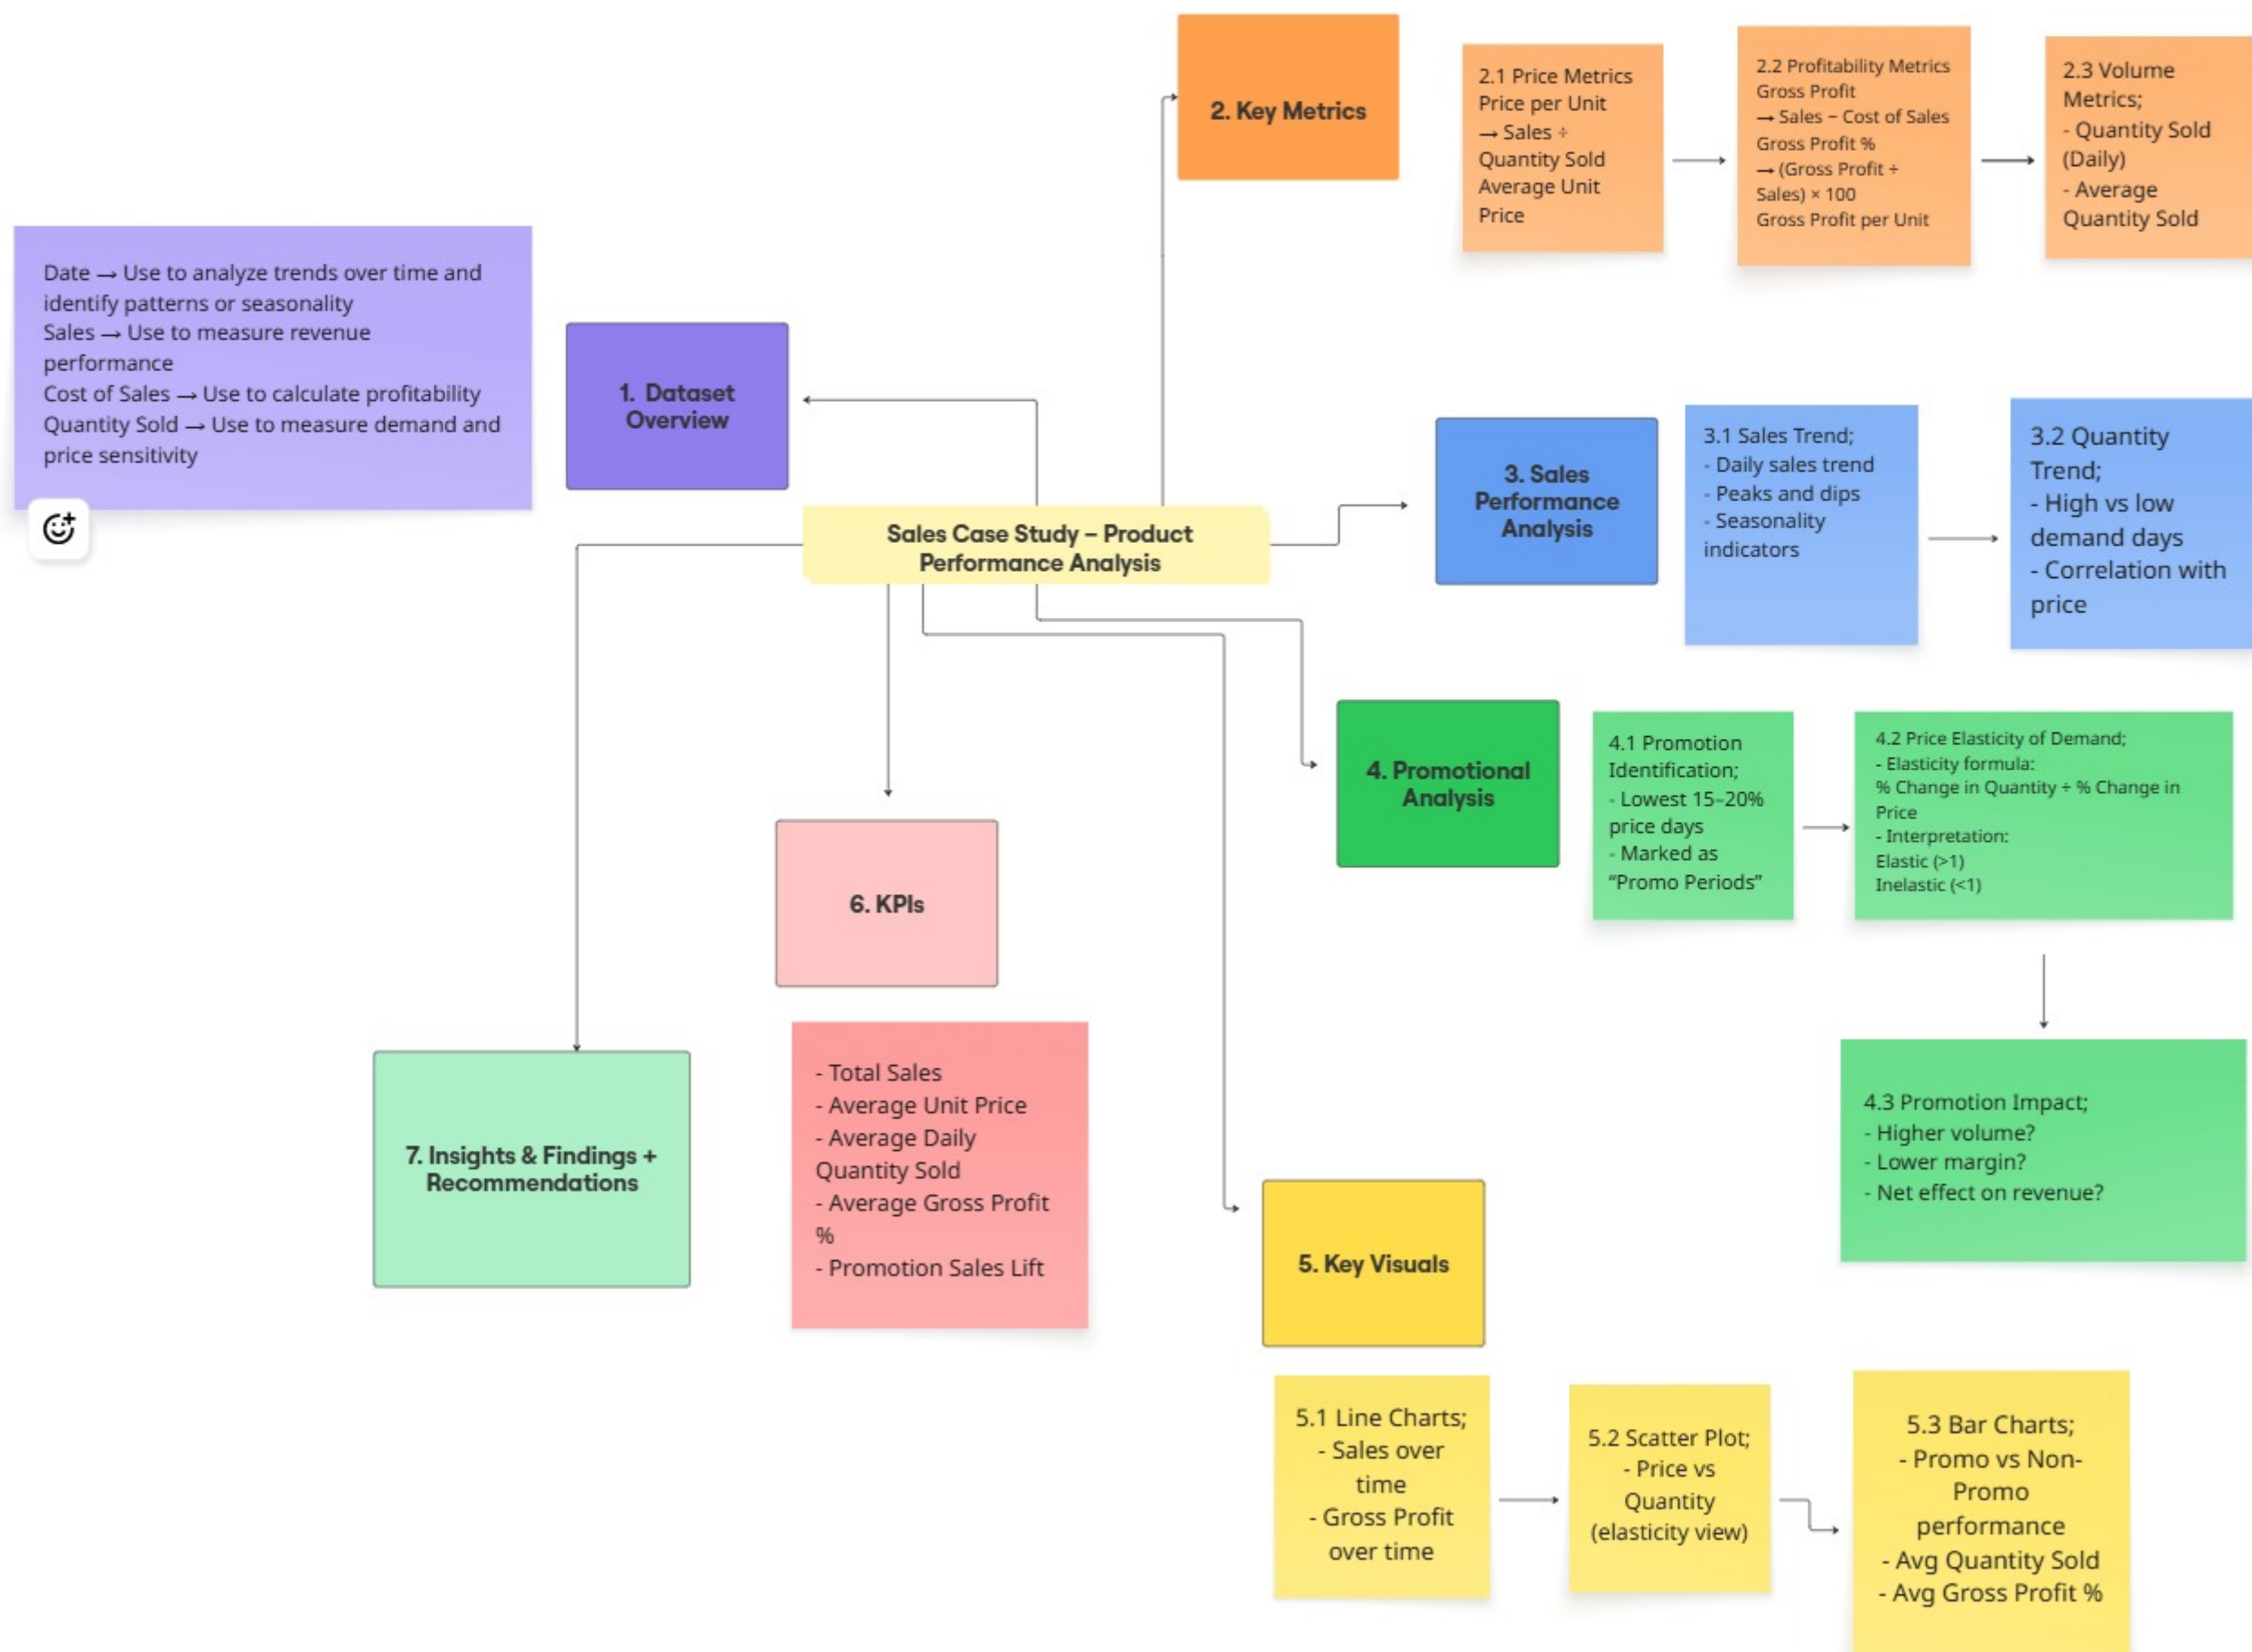 Sales Case Study – Product
Performance Analysis
1. Dataset
Overview
Date → Use to analyze trends over time and
identify patterns or seasonality
Sales → Use to measure revenue
performance
Cost of Sales → Use to calculate profitability
Quantity Sold → Use to measure demand and
price sensitivity
2. Key Metrics
2.1 Price Metrics
Price per Unit
→ Sales ÷
Quantity Sold
Average Unit
Price
2.2 Profitability Metrics
Gross Profit
→ Sales − Cost of Sales
Gross Profit %
→ (Gross Profit ÷
Sales) × 100
Gross Profit per Unit
2.3 Volume
Metrics;
- Quantity Sold
(Daily)
- Average
Quantity Sold
3. Sales
Performance
Analysis
3.1 Sales Trend;
- Daily sales trend
- Peaks and dips
- Seasonality
indicators
3.2 Quantity
Trend;
- High vs low
demand days
- Correlation with
price
4. Promotional
Analysis
4.1 Promotion
Identification;
- Lowest 15–20%
price days
- Marked as
“Promo Periods”
4.2 Price Elasticity of Demand;
- Elasticity formula:
% Change in Quantity ÷ % Change in
Price
- Interpretation:
Elastic (>1)
Inelastic (<1)
4.3 Promotion Impact;
- Higher volume?
- Lower margin?
- Net effect on revenue?
5. Key Visuals
5.1 Line Charts;
- Sales over
time
- Gross Profit
over time
5.2 Scatter Plot;
- Price vs
Quantity
(elasticity view)
5.3 Bar Charts;
- Promo vs Non-
Promo
performance
- Avg Quantity Sold
- Avg Gross Profit %
6. KPIs
- Total Sales
- Average Unit Price
- Average Daily
Quantity Sold
- Average Gross Profit
%
- Promotion Sales Lift
7. Insights & Findings +
Recommendations